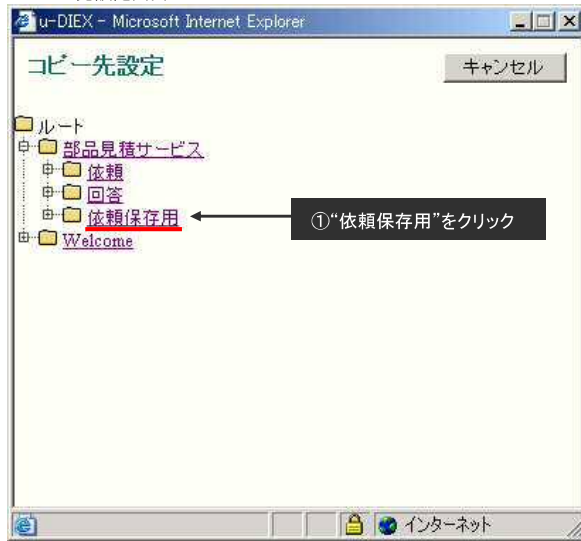 u-DIEX - Microsoft Internet Explorer
コピー先設定
キャンセル
ルート
部品見積サービス
依頼
回答
依頼保存用
①“依頼保存用”をクリック
Welcome
インターネット